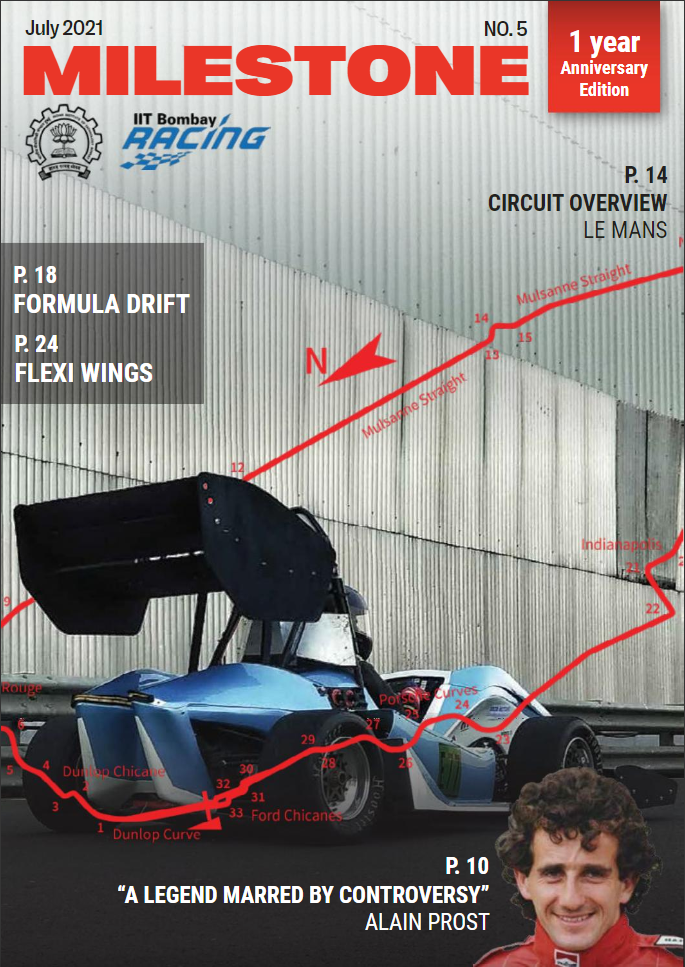 July 2021
NO. 5
MILESTONE
1 year
Anniversary
Edition
IIT Bombay
RACING
P. 14
CIRCUIT OVERVIEW
LE MANS
P. 18
FORMULA DRIFT
P. 24
FLEXI WINGS
Mulsanne Straight
14
15
15
N
Mulsanne Straight
12
Indianapolis
21
22
9
Rouge
6
Porsche Curves
24
23
25
27
29
28
26
5
4
Dunlop Chicane
2
3
30
32
31
33
Ford Chicanes
1
Dunlop Curve
P. 10
“A LEGEND MARRED BY CONTROVERSY”
ALAIN PROST